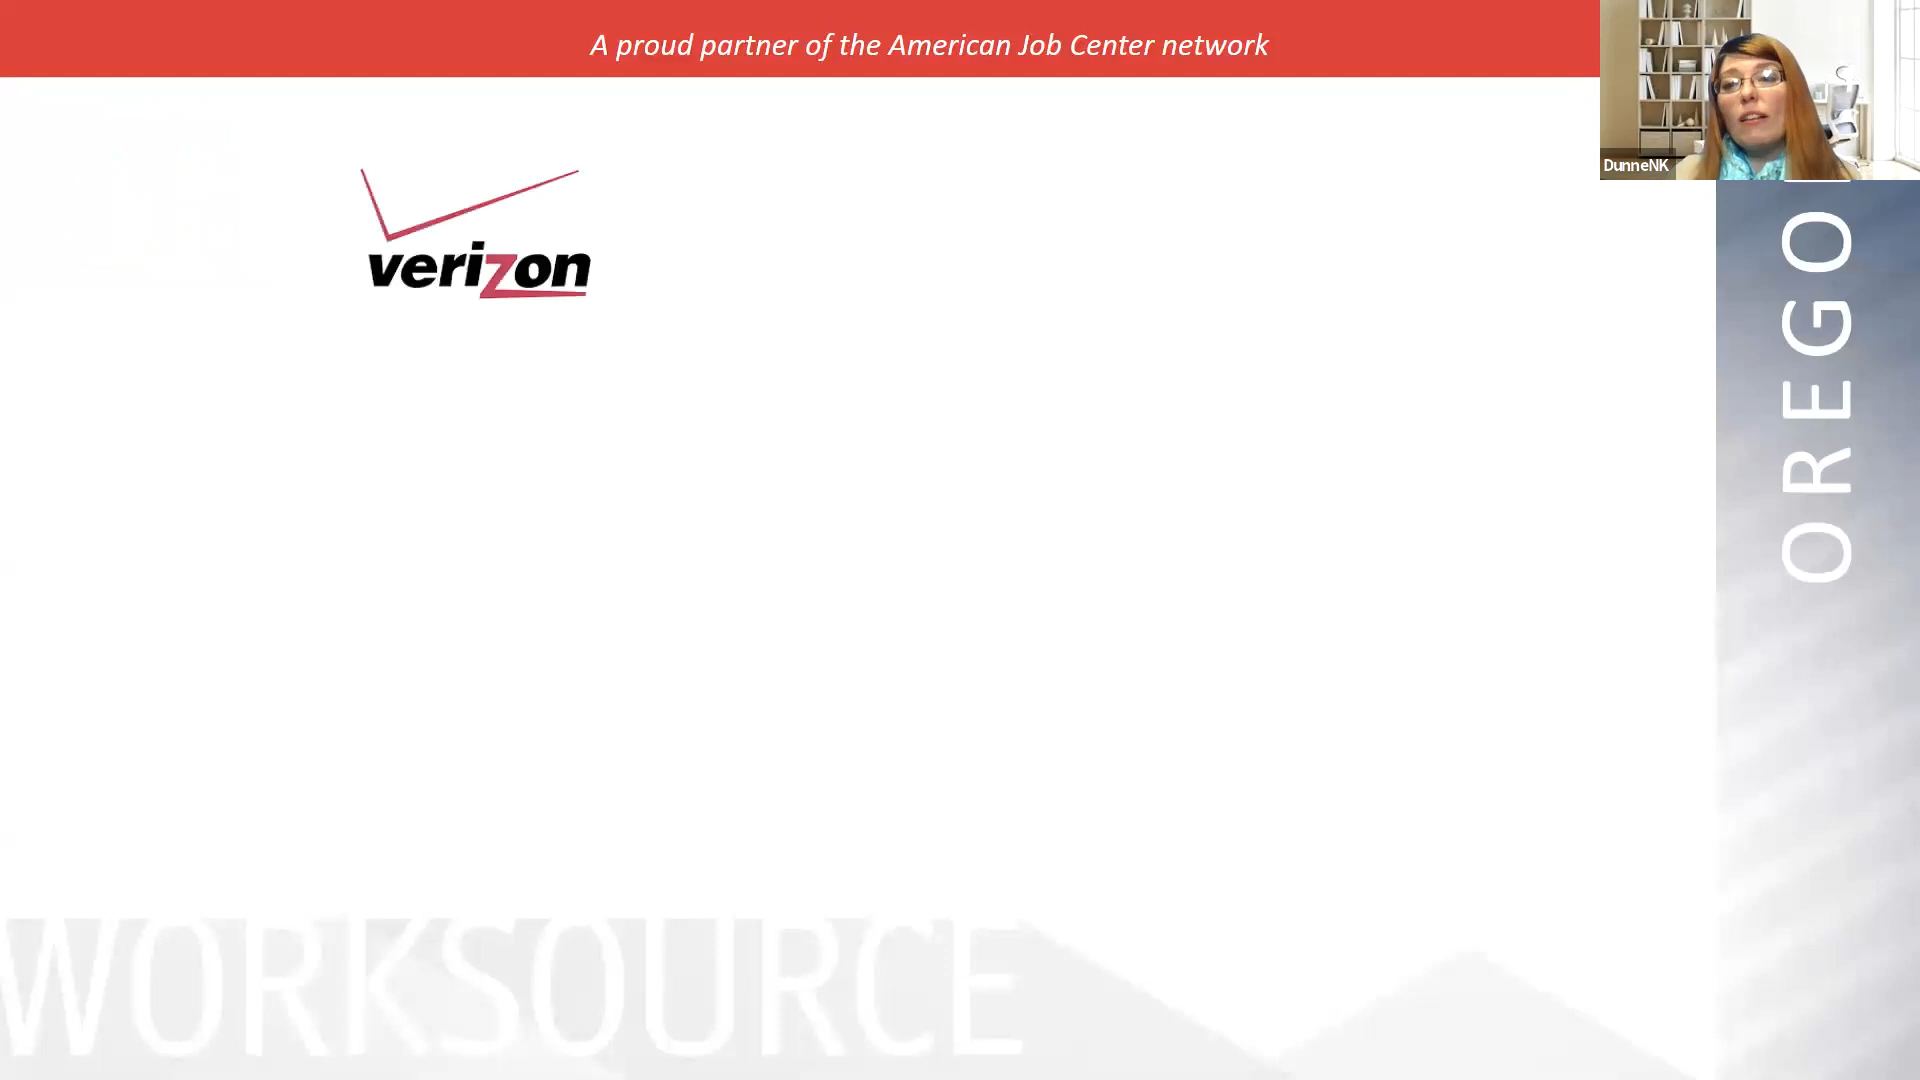 A proud partner of the American Job Center network
DunneNK
verizon
OREGO
WORKSOURCE